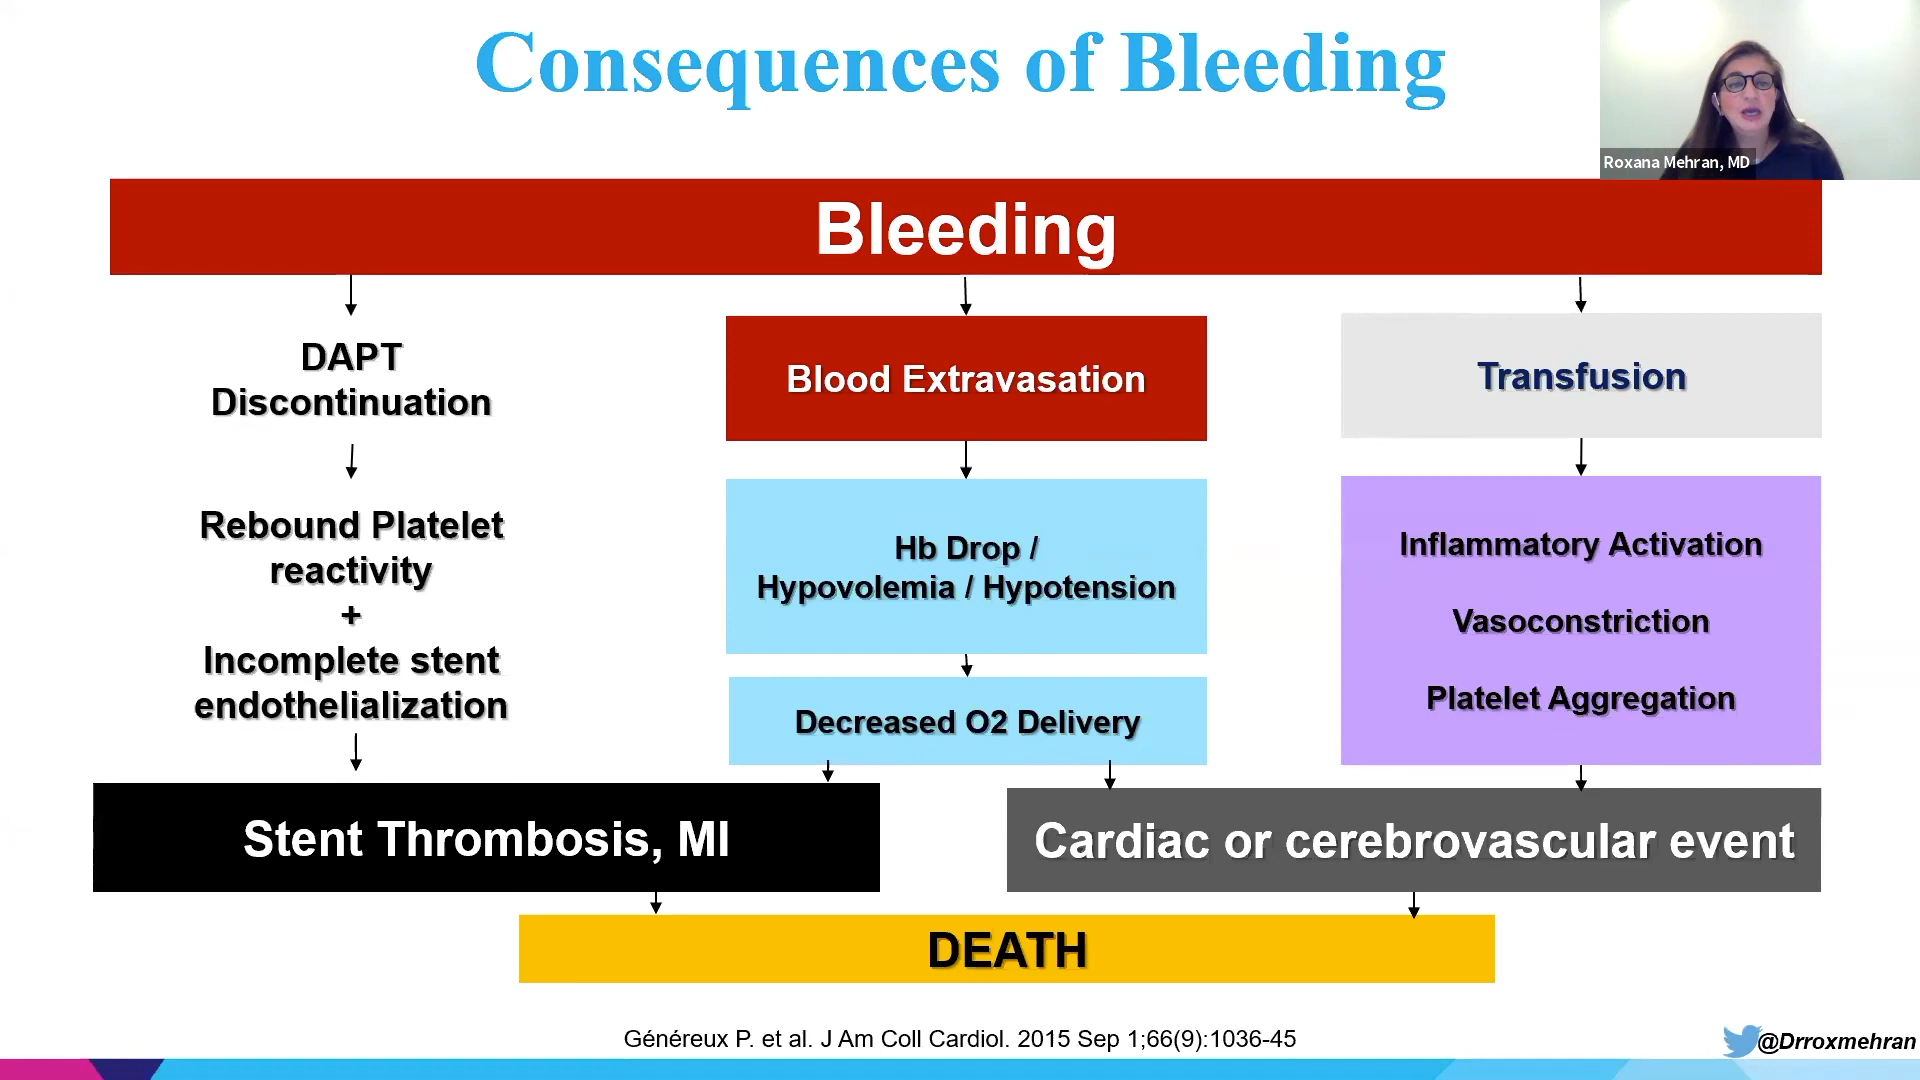 Consequences of Bleeding
Roxana Mehran, MD
Bleeding
DAPT
Discontinuation
Rebound Platelet
reactivity
+
Incomplete stent
endothelialization
Blood Extravasation
Hb Drop /
Hypovolemia / Hypotension
Decreased O2 Delivery
Transfusion
Inflammatory Activation
Vasoconstriction
Platelet Aggregation
Stent Thrombosis, MI
Cardiac or cerebrovascular event
DEATH
Généreux P. et al. J Am Coll Cardiol. 2015 Sep 1;66(9):1036-45
@Drroxmehran